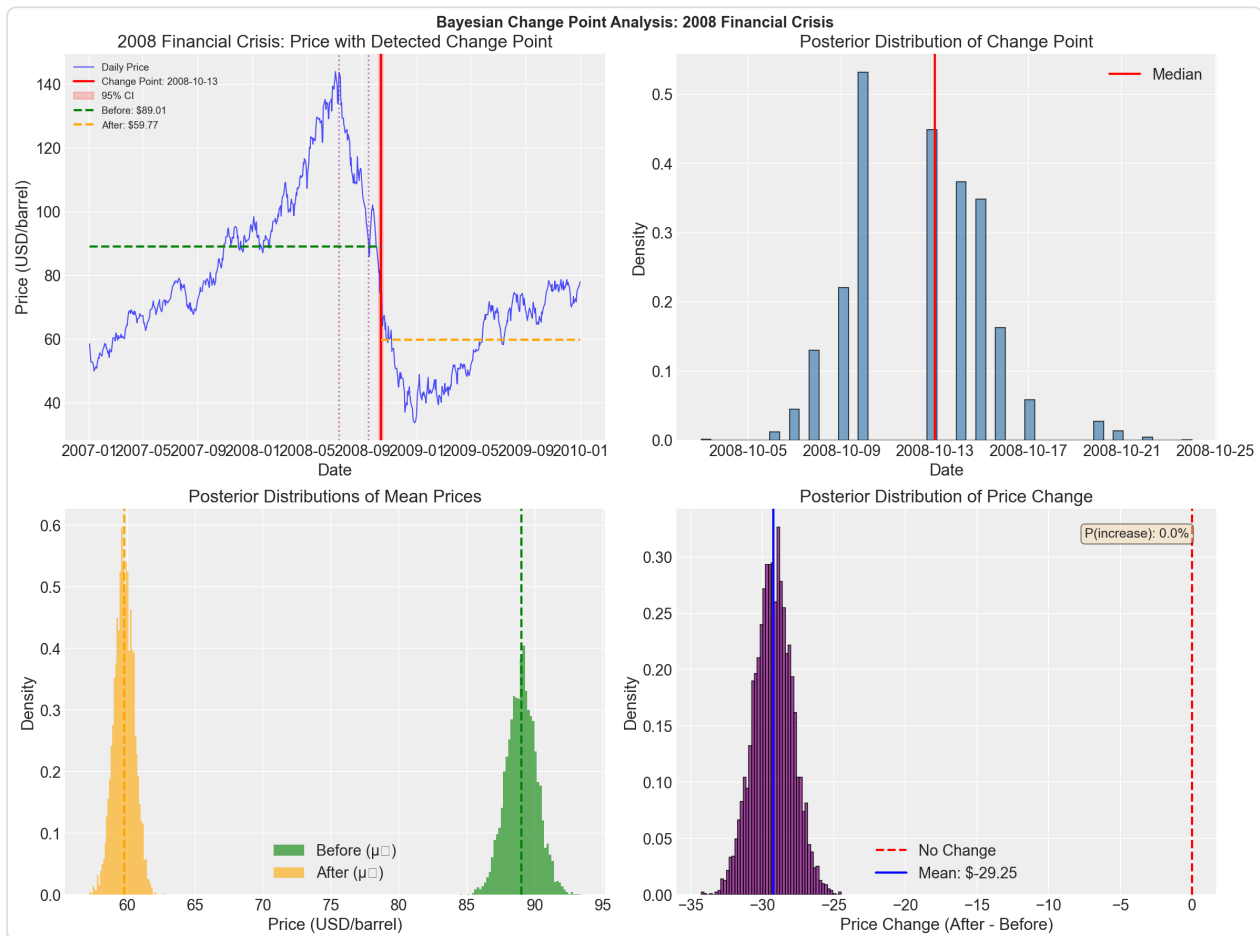 Bayesian Change Point Analysis: 2008 Financial Crisis
2008 Financial Crisis: Price with Detected Change Point
Daily Price
Change Point: 2008-10-13
95% CI
Before: $89.01
After: $59.77
140
120
100
80
60
40
Price (USD/barrel)
2007-01 2007-05 2007-09 2008-01 2008-05 2008-09 2009-01 2009-05 2009-09 2010-01
Date
Posterior Distribution of Change Point
Median
0.5
0.4
0.3
0.2
0.1
0.0
Density
2008-10-05 2008-10-09 2008-10-13 2008-10-17 2008-10-21 2008-10-25
Date
Posterior Distributions of Mean Prices
0.6
0.5
0.4
0.3
0.2
0.1
0.0
Density
Before (μ□)
After (μ□)
60 65 70 75 80 85 90 95
Price (USD/barrel)
Posterior Distribution of Price Change
P(increase): 0.0%
0.30
0.25
0.20
0.15
0.10
0.05
0.00
Density
No Change
Mean: $-29.25
−35 −30 −25 −20 −15 −10 −5 0
Price Change (After - Before)